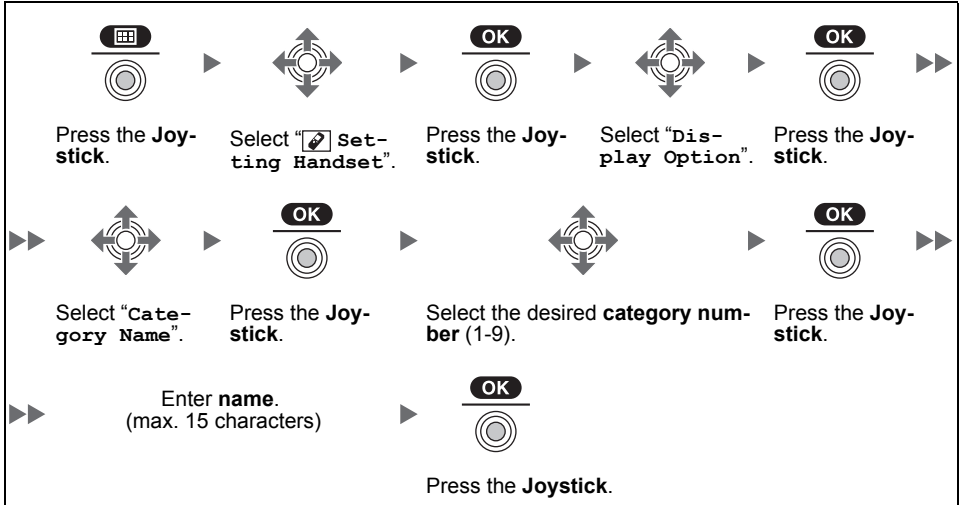 OK OK OK
Press the Joy- Select “ Set- Press the Joy- Select “Dis- Press the Joy-
stick. ting Handset”. stick. play Option”. stick.
OK OK
Select “Cate- Press the Joy- Select the desired category num- Press the Joy-
gory Name”. stick. ber (1-9). stick.
Enter name. OK
(max. 15 characters)
Press the Joystick.